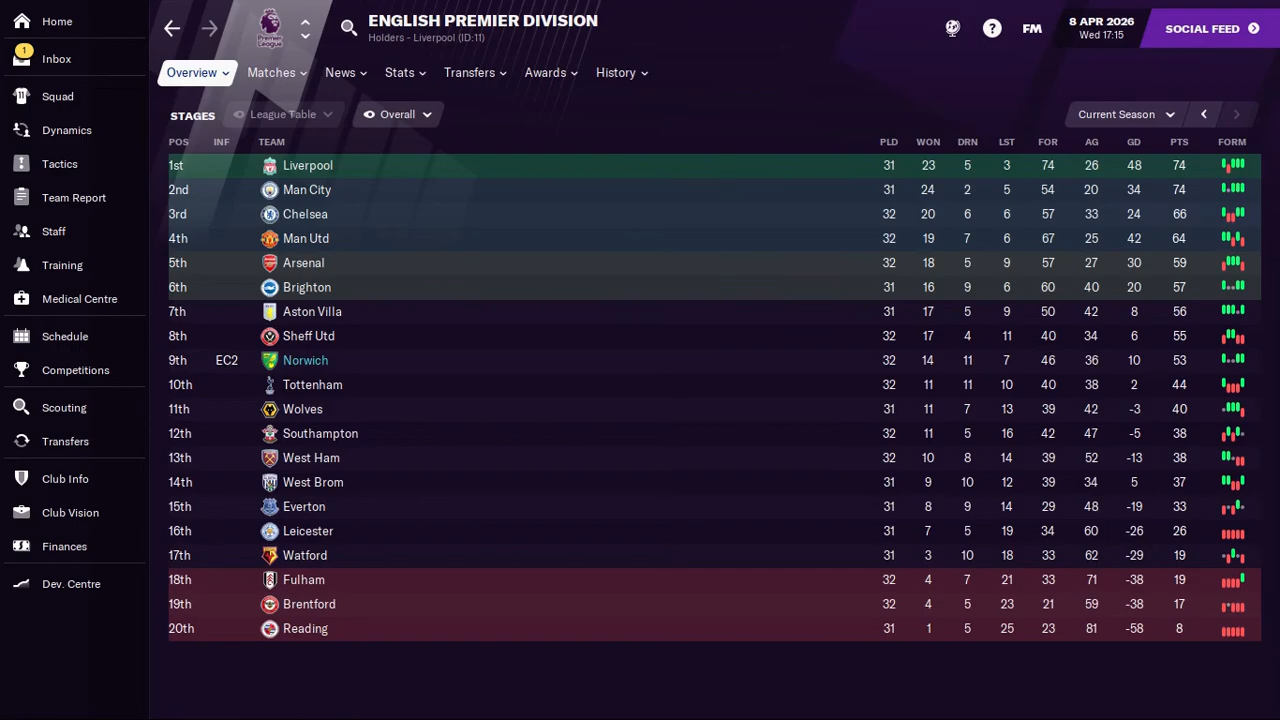 Home
1
Inbox
Squad
Dynamics
Tactics
Team Report
Staff
Training
Medical Centre
Schedule
Competitions
Scouting
Transfers
Club Info
Club Vision
Finances
Dev. Centre
ENGLISH PREMIER DIVISION
Holders - Liverpool (ID:11)
FM
8 APR 2026
Wed 17:15
SOCIAL FEED
Overview Matches News Stats Transfers Awards History
STAGES League Table Overall Current Season
POS INF TEAM PLD WON DRN LST FOR AG GD PTS FORM
1st Liverpool 31 23 5 3 74 26 48 74
2nd Man City 31 24 2 5 54 20 34 74
3rd Chelsea 32 20 6 6 57 33 24 66
4th Man Utd 32 19 7 6 67 25 42 64
5th Arsenal 32 18 5 9 57 27 30 59
6th Brighton 31 16 9 6 60 40 20 57
7th Aston Villa 31 17 5 9 50 42 8 56
8th Sheff Utd 32 17 4 11 40 34 6 55
9th EC2 Norwich 32 14 11 7 46 36 10 53
10th Tottenham 32 11 11 10 40 38 2 44
11th Wolves 31 11 7 13 39 42 -3 40
12th Southampton 32 11 5 16 42 47 -5 38
13th West Ham 32 10 8 14 39 52 -13 38
14th West Brom 31 9 10 12 39 34 5 37
15th Everton 31 8 9 14 29 48 -19 33
16th Leicester 31 7 5 19 34 60 -26 26
17th Watford 31 3 10 18 33 62 -29 19
18th Fulham 32 4 7 21 33 71 -38 19
19th Brentford 32 4 5 23 21 59 -38 17
20th Reading 31 1 5 25 23 81 -58 8